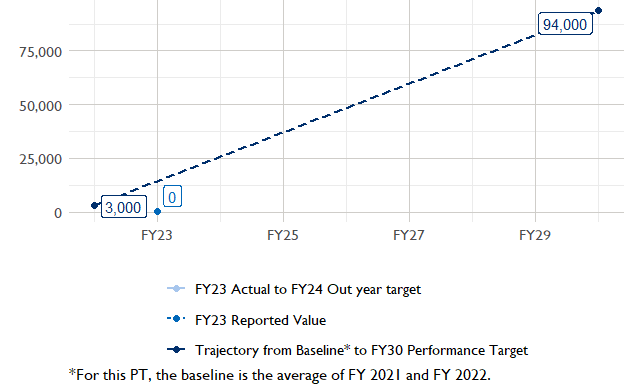 94,000
75,000
50,000
25,000
3,000
0
0
FY23
FY25
FY27
FY29
FY23 Actual to FY24 Out year target
FY23 Reported Value
Trajectory from Baseline* to FY30 Performance Target
*For this PT, the baseline is the average of FY 2021 and FY 2022.